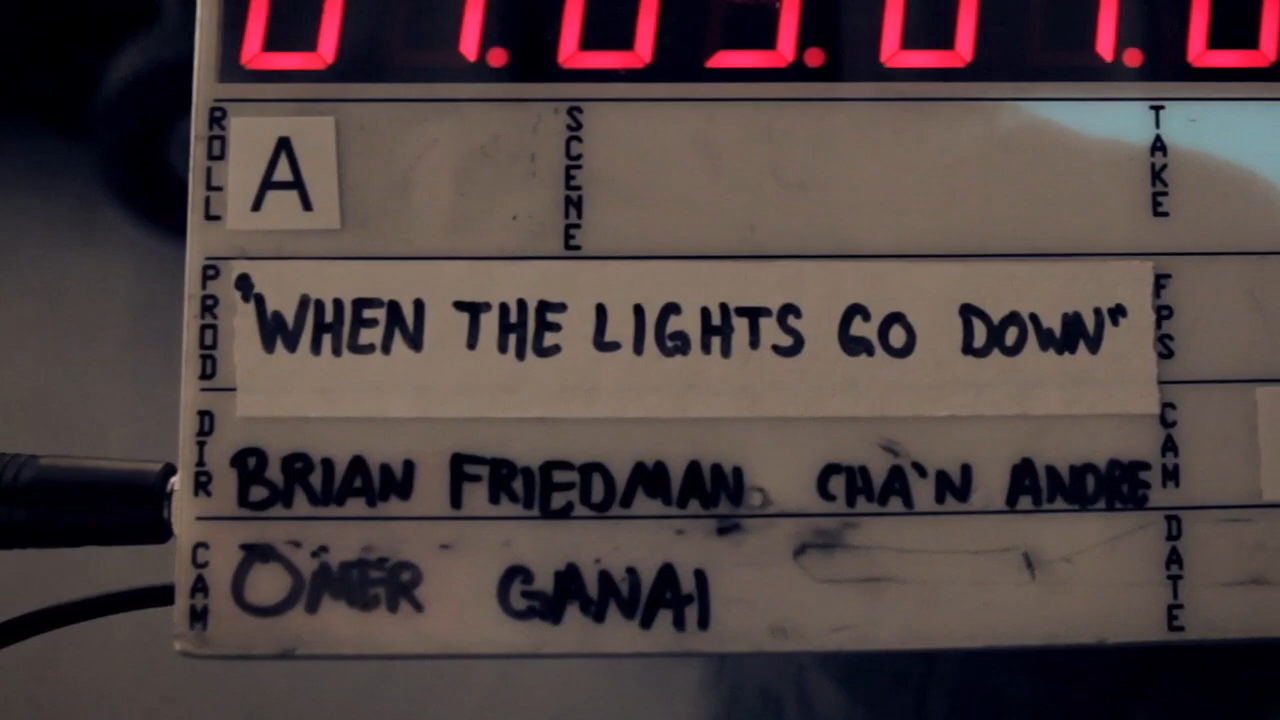 ROLL A SCENE TAKE
PROD "WHEN THE LIGHTS GO DOWN" FPS
DIR BRIAN FRIEDMAN CHA'N ANDRE CAM
CAM OMER GANAI DATE